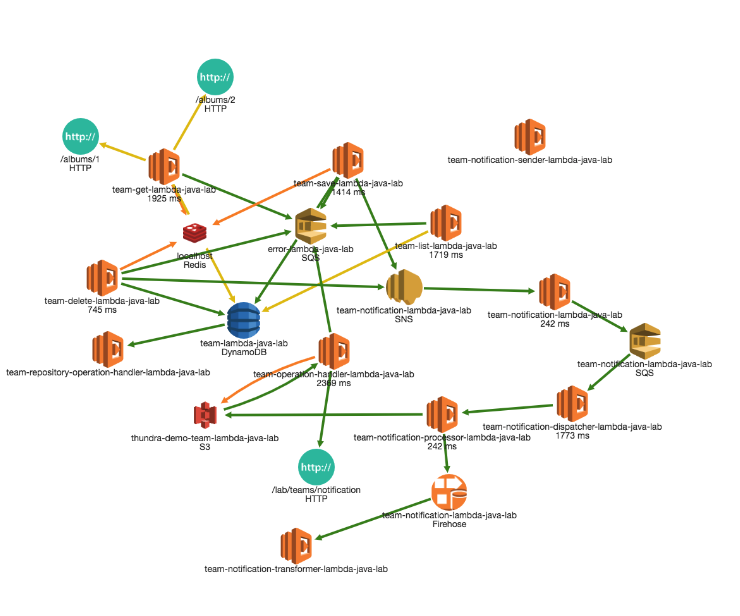 http://
/albums/2
HTTP
http://
/albums/1
HTTP
team-notification-sender-lambda-java-lab
team-get-lambda-java-lab
1925 ms
team-save-lambda-java-lab
1414 ms
localhost
Redis
error-lambda-java-lab
SQS
team-list-lambda-java-lab
1719 ms
team-delete-lambda-java-lab
745 ms
team-notification-lambda-java-lab
SNS
team-notification-lambda-java-lab
242 ms
team-lambda-java-lab
DynamoDB
team-notification-lambda-java-lab
SQS
team-repository-operation-handler-lambda-java-lab
team-operation-handler-lambda-java-lab
2369 ms
thundra-demo-team-lambda-java-lab
S3
team-notification-processor-lambda-java-lab
242 ms
team-notification-dispatcher-lambda-java-lab
1773 ms
http://
/lab/teams/notification
HTTP
team-notification-lambda-java-lab
Firehose
team-notification-transformer-lambda-java-lab